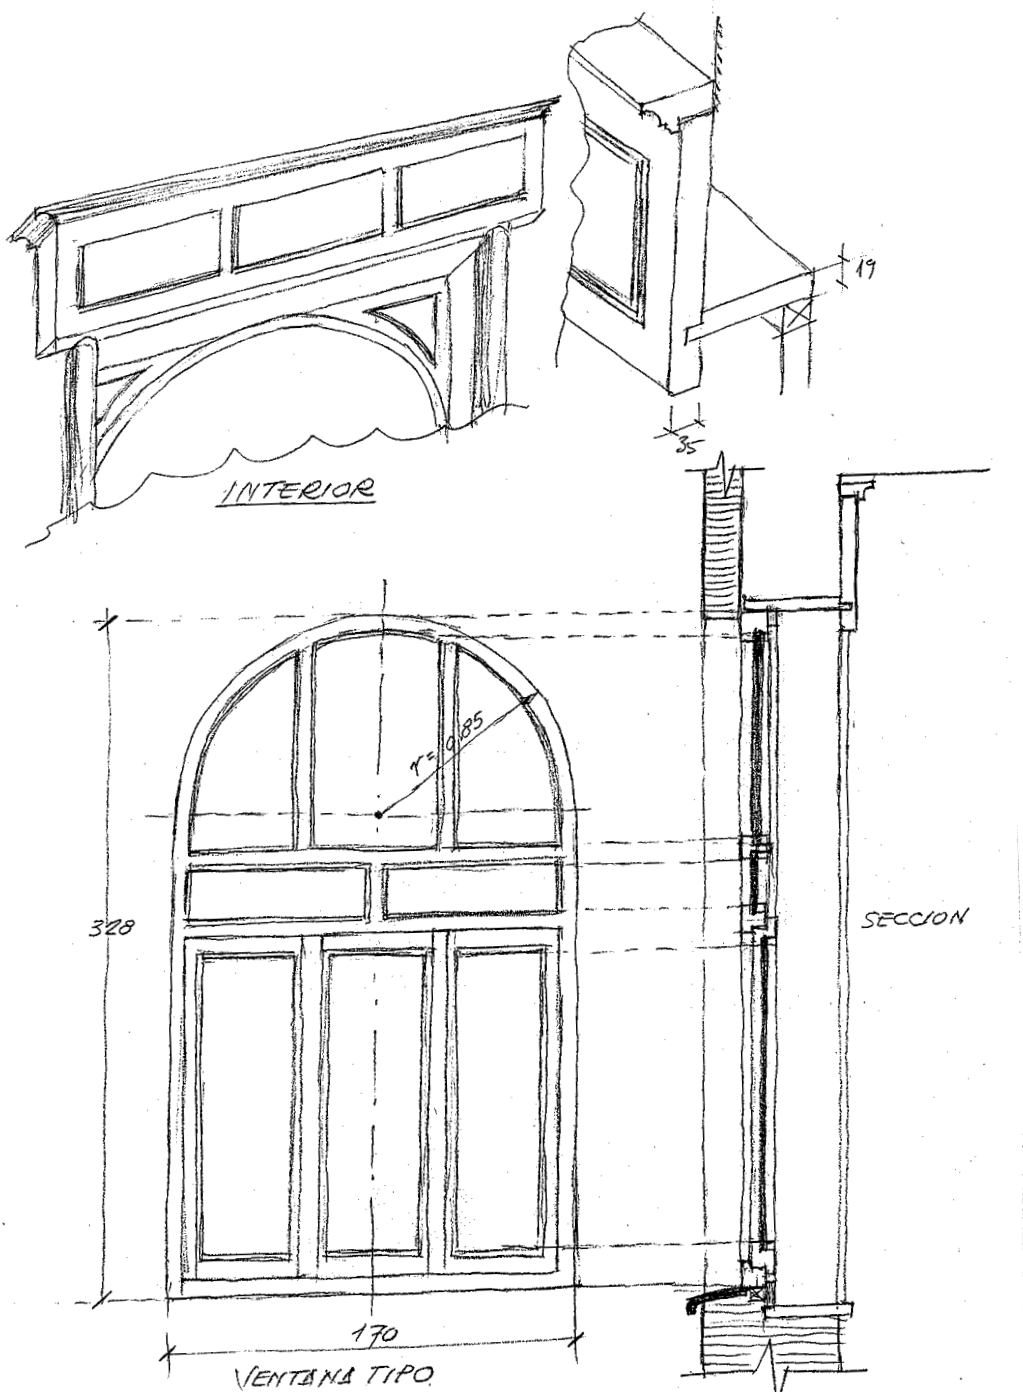 19
35
INTERIOR
r= 0,85
328
SECCION
170
VENTANA TIPO